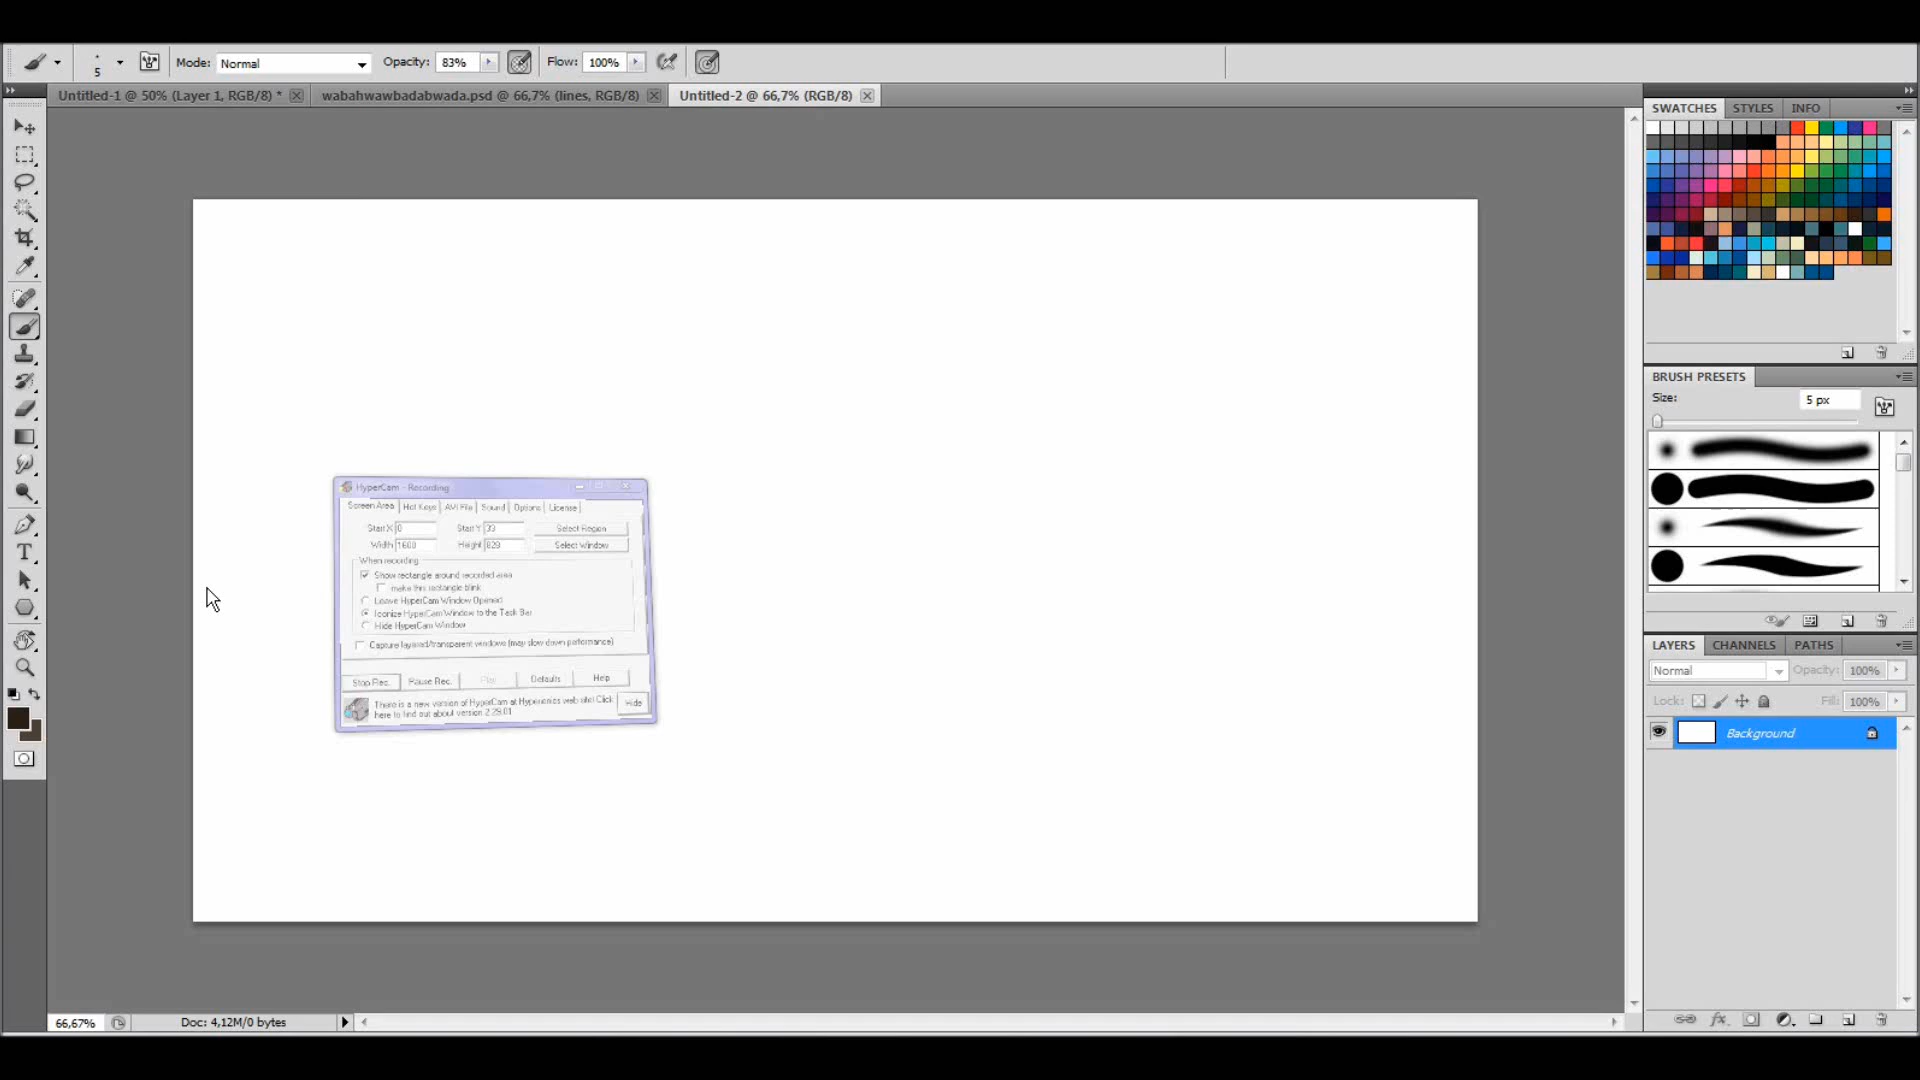 5 Mode: Normal Opacity: 83% Flow: 100%
Untitled-1 @ 50% (Layer 1, RGB/8) * wabahwawbadabwada.psd @ 66,7% (lines, RGB/8) Untitled-2 @ 66,7% (RGB/8)
SWATCHES STYLES INFO
BRUSH PRESETS
Size: 5 px
HyperCam - Recording
Screen Area Hot Keys AVI File Sound Options License
Start X 0 Start Y 33 Select Region
Width 1600 Height 829 Select Window
When recording
Show rectangle around recorded area
make this rectangle blink
Leave HyperCam Window Opened
Iconize HyperCam Window to the Task Bar
Hide HyperCam Window
Capture layered/transparent windows (may slow down performance)
Stop Rec. Pause Rec. Play Defaults Help
There is a new version of HyperCam at Hyperionics web site! Click
here to find out about version 2.29.01
Hide
LAYERS CHANNELS PATHS
Normal Opacity: 100%
Lock: Fill: 100%
Background
66,67% Doc: 4,12M/0 bytes